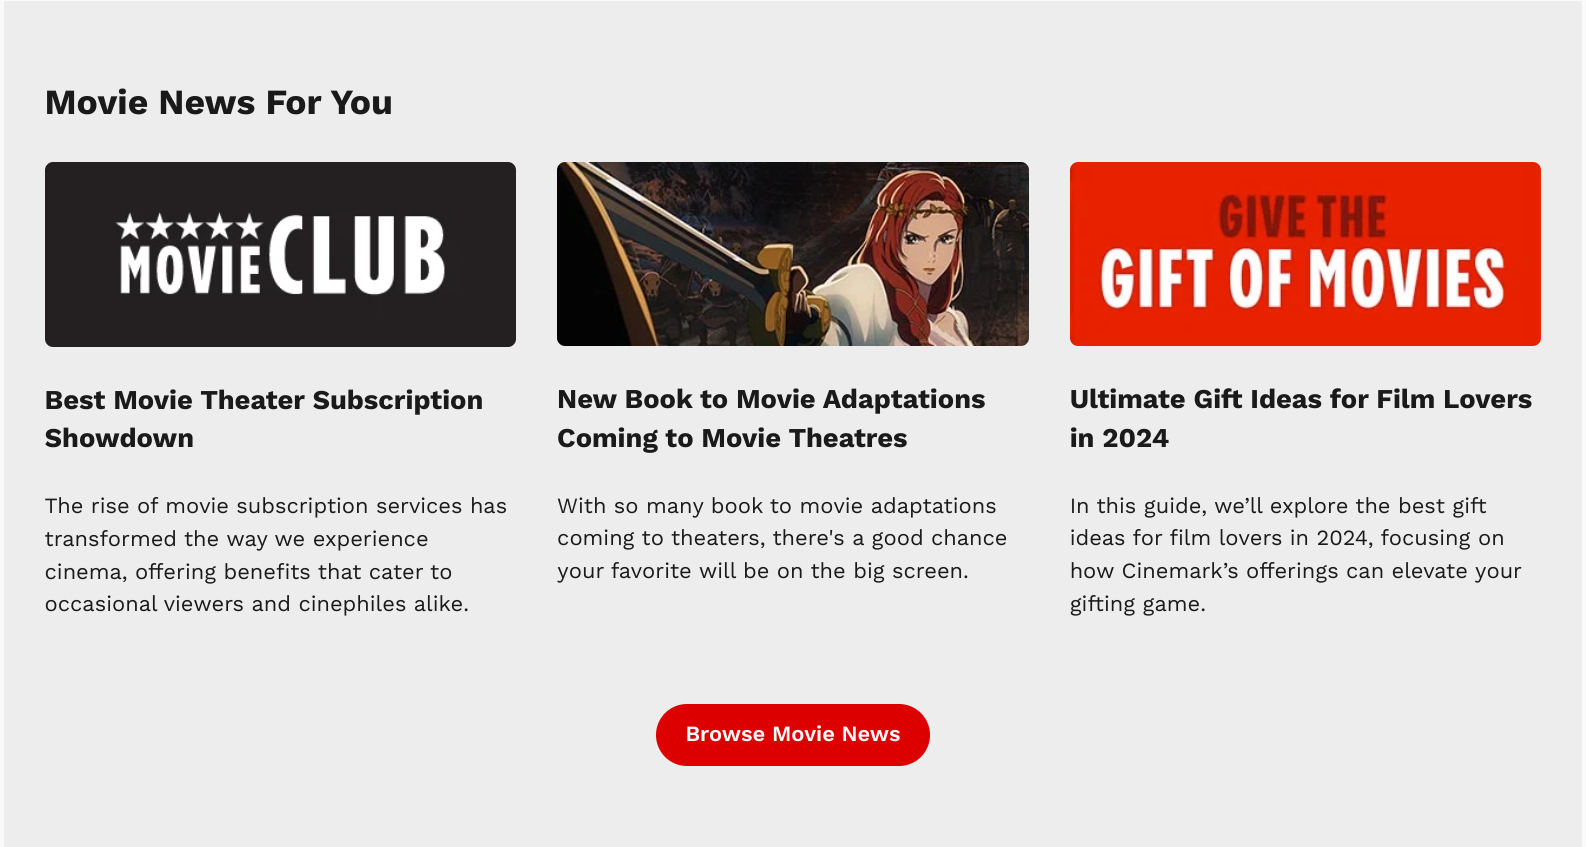 Movie News For You
★★★★★
MOVIE CLUB
GIVE THE
GIFT OF MOVIES
Best Movie Theater Subscription
Showdown
The rise of movie subscription services has
transformed the way we experience
cinema, offering benefits that cater to
occasional viewers and cinephiles alike.
New Book to Movie Adaptations
Coming to Movie Theatres
With so many book to movie adaptations
coming to theaters, there's a good chance
your favorite will be on the big screen.
Ultimate Gift Ideas for Film Lovers
in 2024
In this guide, we’ll explore the best gift
ideas for film lovers in 2024, focusing on
how Cinemark’s offerings can elevate your
gifting game.
Browse Movie News